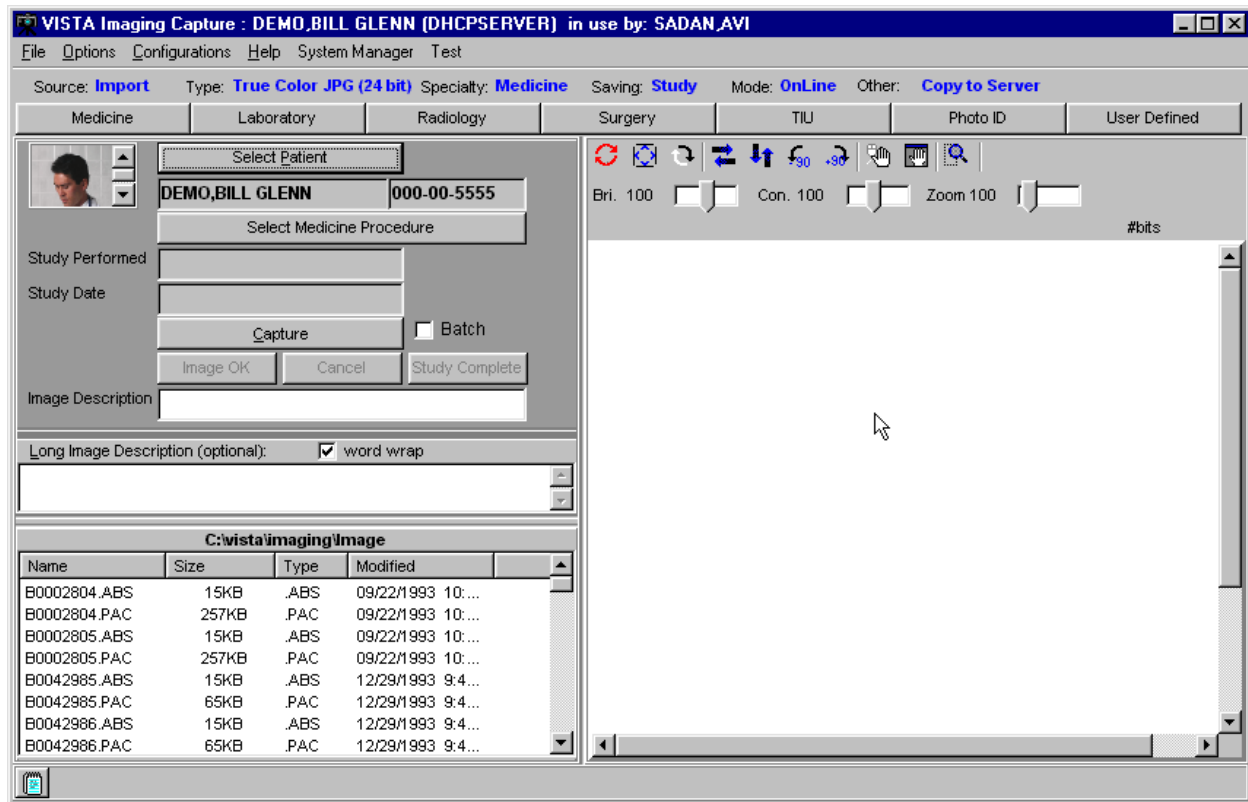 VISTA Imaging Capture : DEMO,BILL GLENN (DHCPSERVER) in use by: SADAN,AVI
File Options Configurations Help System Manager Test
Source: Import Type: True Color JPG (24 bit) Specialty: Medicine Saving: Study Mode: OnLine Other: Copy to Server
Medicine Laboratory Radiology Surgery TIU Photo ID User Defined
Select Patient
DEMO,BILL GLENN 000-00-5555
Select Medicine Procedure
Study Performed
Study Date
Capture Batch
Image OK Cancel Study Complete
Image Description
Long Image Description (optional): word wrap
C:\vista\imaging\Image
Name Size Type Modified
B0002804.ABS 15KB .ABS 09/22/1993 10:...
B0002804.PAC 257KB .PAC 09/22/1993 10:...
B0002805.ABS 15KB .ABS 09/22/1993 10:...
B0002805.PAC 257KB .PAC 09/22/1993 10:...
B0042985.ABS 15KB .ABS 12/29/1993 9:4...
B0042985.PAC 65KB .PAC 12/29/1993 9:4...
B0042986.ABS 15KB .ABS 12/29/1993 9:4...
B0042986.PAC 65KB .PAC 12/29/1993 9:4...
90 +90
Bri. 100 Con. 100 Zoom 100
#bits